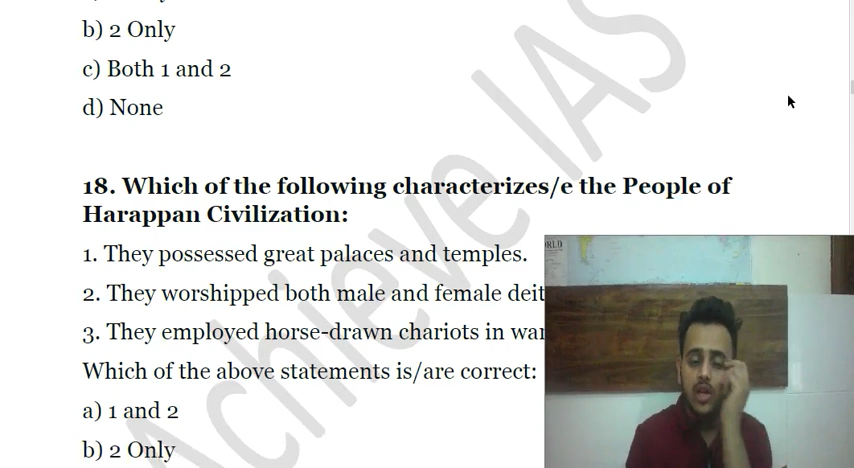 b) 2 Only
c) Both 1 and 2
d) None
18. Which of the following characterizes/e the People of
Harappan Civilization:
1. They possessed great palaces and temples.
2. They worshipped both male and female deit
3. They employed horse-drawn chariots in war
Which of the above statements is/are correct:
a) 1 and 2
b) 2 Only
Achieve IAS